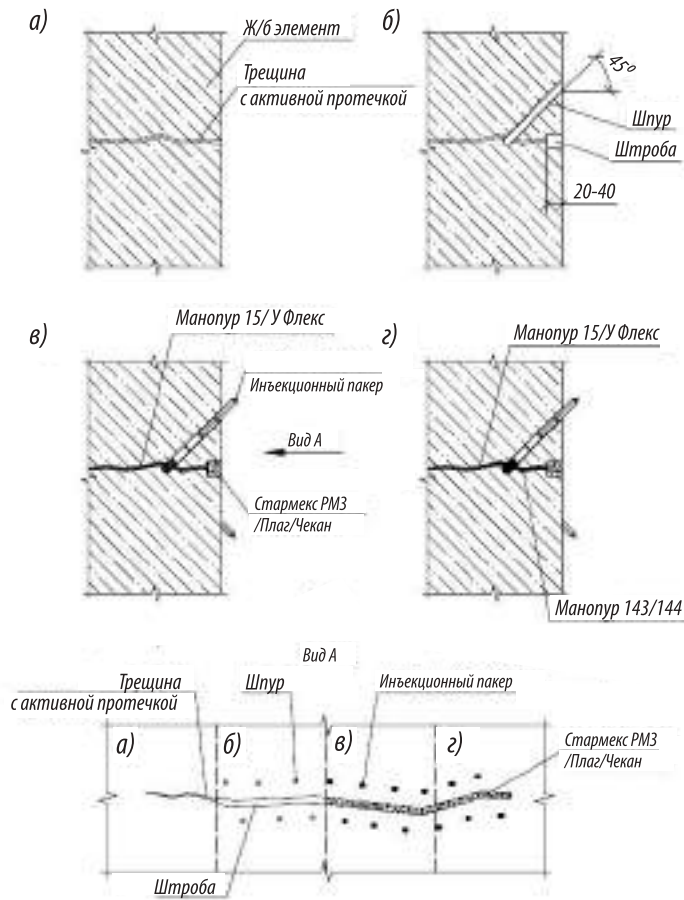 а)
Ж/б элемент
Трещина
с активной протечкой
б)
45°
Шпур
Штроба
20-40
в)
Манопур 15/ У Флекс
Инъекционный пакер
Вид А
Стармекс РМ3
/Плаг/Чекан
г)
Манопур 15/У Флекс
Манопур 143/144
Вид А
Трещина
с активной протечкой
Шпур
Инъекционный пакер
а)
б)
в)
г)
Стармекс РМ3
/Плаг/Чекан
Штроба